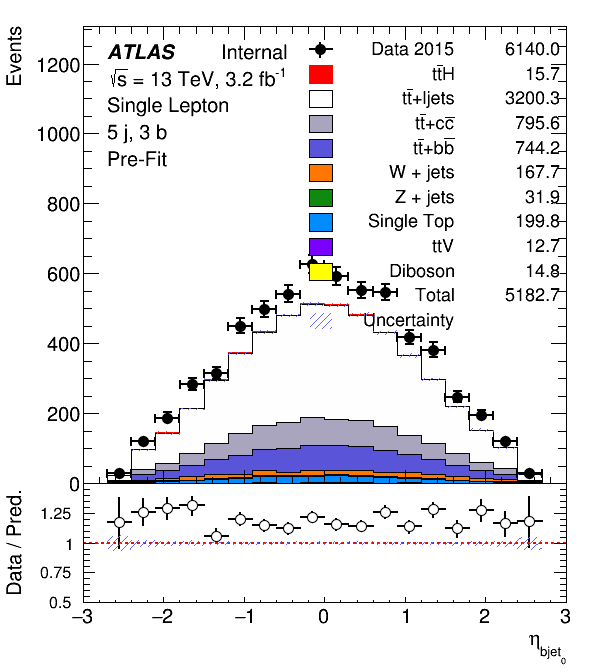 Events
1200
1000
800
600
400
200
0
ATLAS Internal
√s = 13 TeV, 3.2 fb⁻¹
Single Lepton
5 j, 3 b
Pre-Fit
Data 2015 6140.0
tt̄H 15.7
tt̄+ljets 3200.3
tt̄+cc̄ 795.6
tt̄+bb̄ 744.2
W + jets 167.7
Z + jets 31.9
Single Top 199.8
ttV 12.7
Diboson 14.8
Total 5182.7
Uncertainty
Data / Pred.
1.25
1
0.75
0.5
−3 −2 −1 0 1 2 3
η_bjet_0